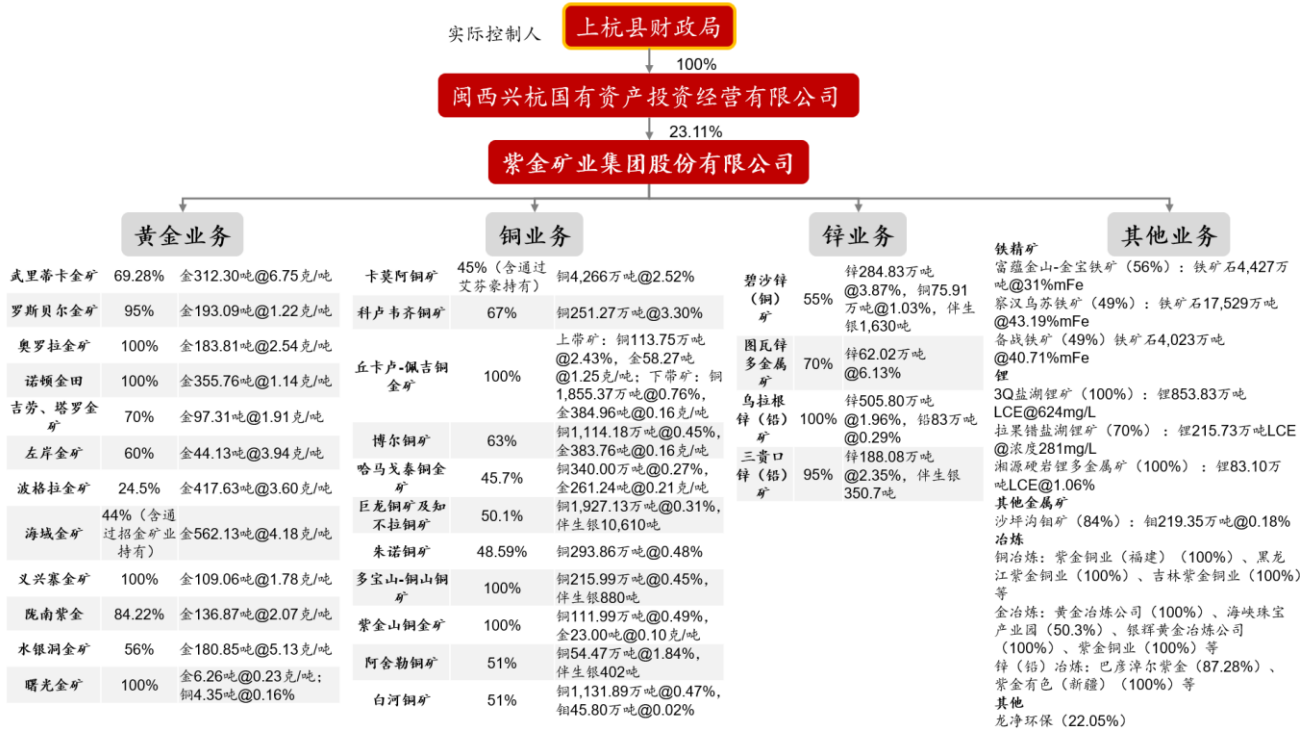 实际控制人
上杭县财政局
100%
闽西兴杭国有资产投资经营有限公司
23.11%
紫金矿业集团股份有限公司
黄金业务
武里蒂卡金矿 69.28% 金312.30吨@6.75克/吨
罗斯贝尔金矿 95% 金193.09吨@1.22克/吨
奥罗拉金矿 100% 金183.81吨@2.54克/吨
诺顿金田 100% 金355.76吨@1.14克/吨
吉劳、塔罗金
矿
70% 金97.31吨@1.91克/吨
左岸金矿 60% 金44.13吨@3.94克/吨
波格拉金矿 24.5% 金417.63吨@3.60克/吨
海域金矿
44%（含通
过招金矿业
持有）
金562.13吨@4.18克/吨
义兴寨金矿 100% 金109.06吨@1.78克/吨
陇南紫金 84.22% 金136.87吨@2.07克/吨
水银洞金矿 56% 金180.85吨@5.13克/吨
曙光金矿 100%
金6.26吨@0.23克/吨；
铜4.35吨@0.16%
铜业务
卡莫阿铜矿
45%（含通过
艾芬豪持有）
铜4,266万吨@2.52%
科卢韦齐铜矿 67% 铜251.27万吨@3.30%
丘卡卢-佩吉铜
金矿
100%
上带矿：铜113.75万吨
@2.43%，金58.27吨
@1.25克/吨；下带矿：铜
1,855.37万吨@0.76%，
金384.96吨@0.16克/吨
博尔铜矿 63%
铜1,114.18万吨@0.45%，
金383.76吨@0.16克/吨
哈马戈泰铜金
矿
45.7%
铜340.00万吨@0.27%，
金261.24吨@0.21克/吨
巨龙铜矿及知
不拉铜矿
50.1%
铜1,927.13万吨@0.31%，
伴生银10,610吨
朱诺铜矿 48.59% 铜293.86万吨@0.48%
多宝山-铜山铜
矿
100%
铜215.99万吨@0.45%，
伴生银880吨
紫金山铜金矿 100%
铜111.99万吨@0.49%，
金23.00吨@0.10克/吨
阿舍勒铜矿 51%
铜54.47万吨@1.84%，
伴生银402吨
白河铜矿 51%
铜1,131.89万吨@0.47%，
钼45.80万吨@0.02%
锌业务
碧沙锌
（铜）
矿
55%
锌284.83万吨
@3.87%，铜75.91
万吨@1.03%，伴生
银1,630吨
图瓦锌
多金属
矿
70%
锌62.02万吨
@6.13%
乌拉根
锌（铅）
矿
100%
锌505.80万吨
@1.96%，铅83万吨
@0.29%
三贵口
锌（铅）
矿
95%
锌188.08万吨
@2.35%，伴生银
350.7吨
其他业务
铁精矿
富蕴金山-金宝铁矿（56%）：铁矿石4,427万
吨@31%mFe
察汉乌苏铁矿（49%）：铁矿石17,529万吨
@43.19%mFe
备战铁矿（49%）铁矿石4,023万吨
@40.71%mFe
锂
3Q盐湖锂矿（100%）：锂853.83万吨
LCE@624mg/L
拉果错盐湖锂矿（70%）：锂215.73万吨LCE
@浓度281mg/L
湘源硬岩锂多金属矿（100%）：锂83.10万
吨LCE@1.06%
其他金属矿
沙坪沟钼矿（84%）：钼219.35万吨@0.18%
冶炼
铜冶炼：紫金铜业（福建）（100%）、黑龙
江紫金铜业（100%）、吉林紫金铜业（100%）
等
金冶炼：黄金冶炼公司（100%）、海峡珠宝
产业园（50.3%）、银辉黄金冶炼公司
（100%）、紫金铜业（100%）等
锌（铅）冶炼：巴彦淖尔紫金（87.28%）、
紫金有色（新疆）（100%）等
其他
龙净环保（22.05%）